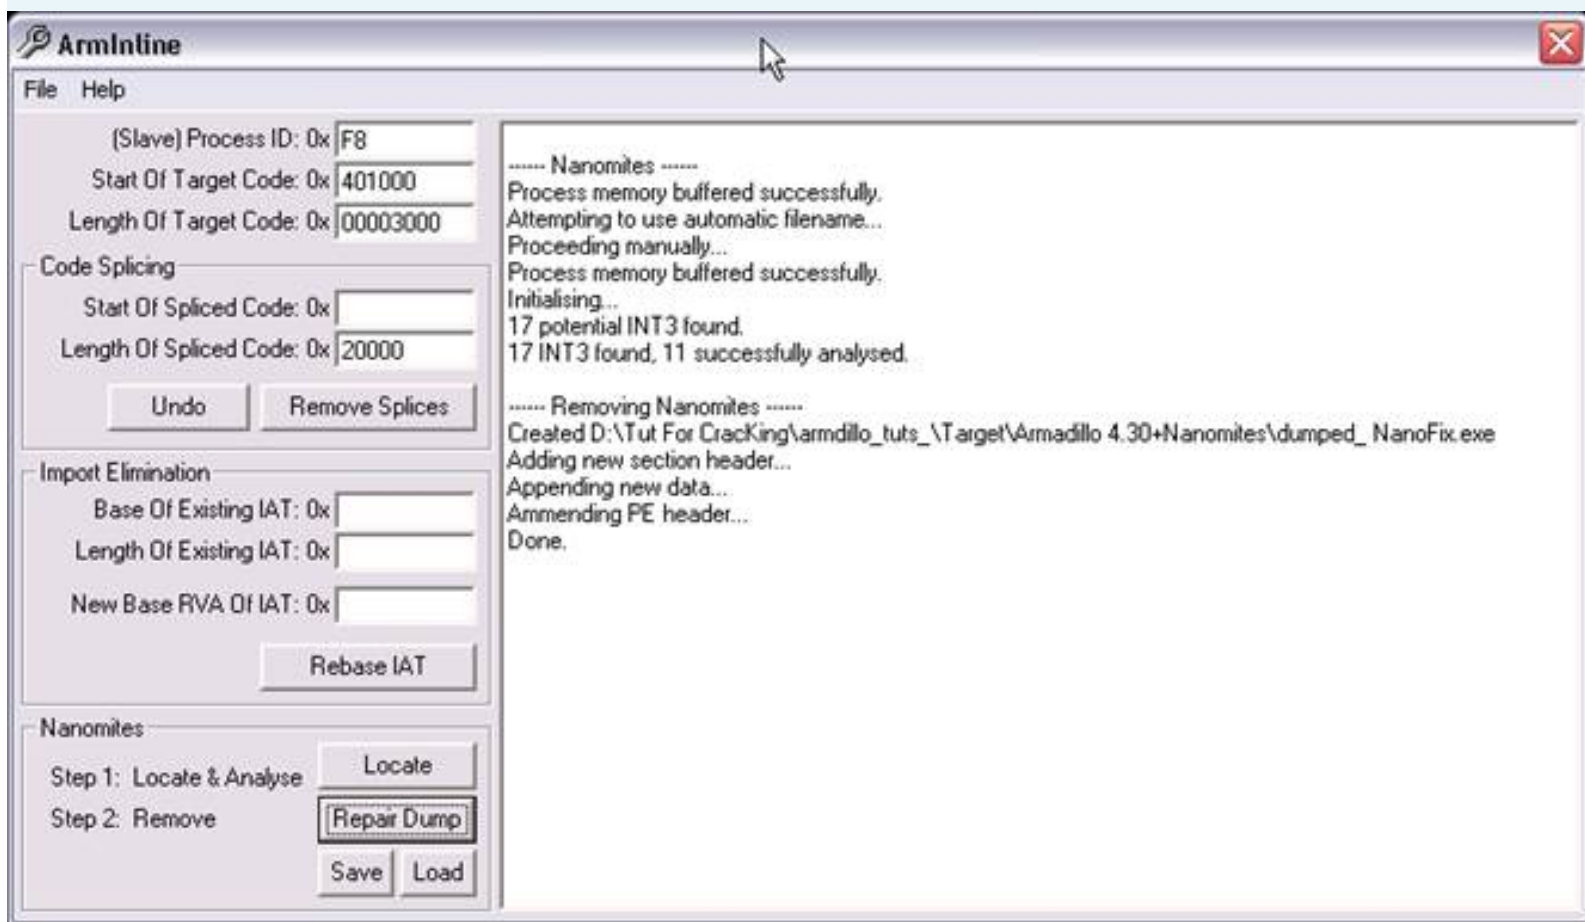 ArmInline
File Help
(Slave) Process ID: 0x F8
Start Of Target Code: 0x 401000
Length Of Target Code: 0x 00003000
Code Splicing
Start Of Spliced Code: 0x
Length Of Spliced Code: 0x 20000
Undo Remove Splices
Import Elimination
Base Of Existing IAT: 0x
Length Of Existing IAT: 0x
New Base RVA Of IAT: 0x
Rebase IAT
Nanomites
Step 1: Locate & Analyse Locate
Step 2: Remove Repair Dump
Save Load
------ Nanomites ------
Process memory buffered successfully.
Attempting to use automatic filename...
Proceeding manually...
Process memory buffered successfully.
Initialising...
17 potential INT3 found.
17 INT3 found, 11 successfully analysed.
------ Removing Nanomites ------
Created D:\Tut For CracKing\armdillo_tuts_\Target\Armadillo 4.30+Nanomites\dumped_ NanoFix.exe
Adding new section header...
Appending new data...
Ammending PE header...
Done.